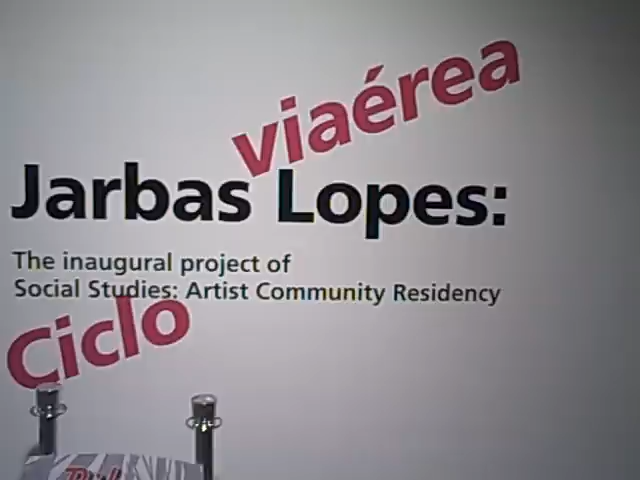 viaérea
Jarbas Lopes:
The inaugural project of
Social Studies: Artist Community Residency
Ciclo